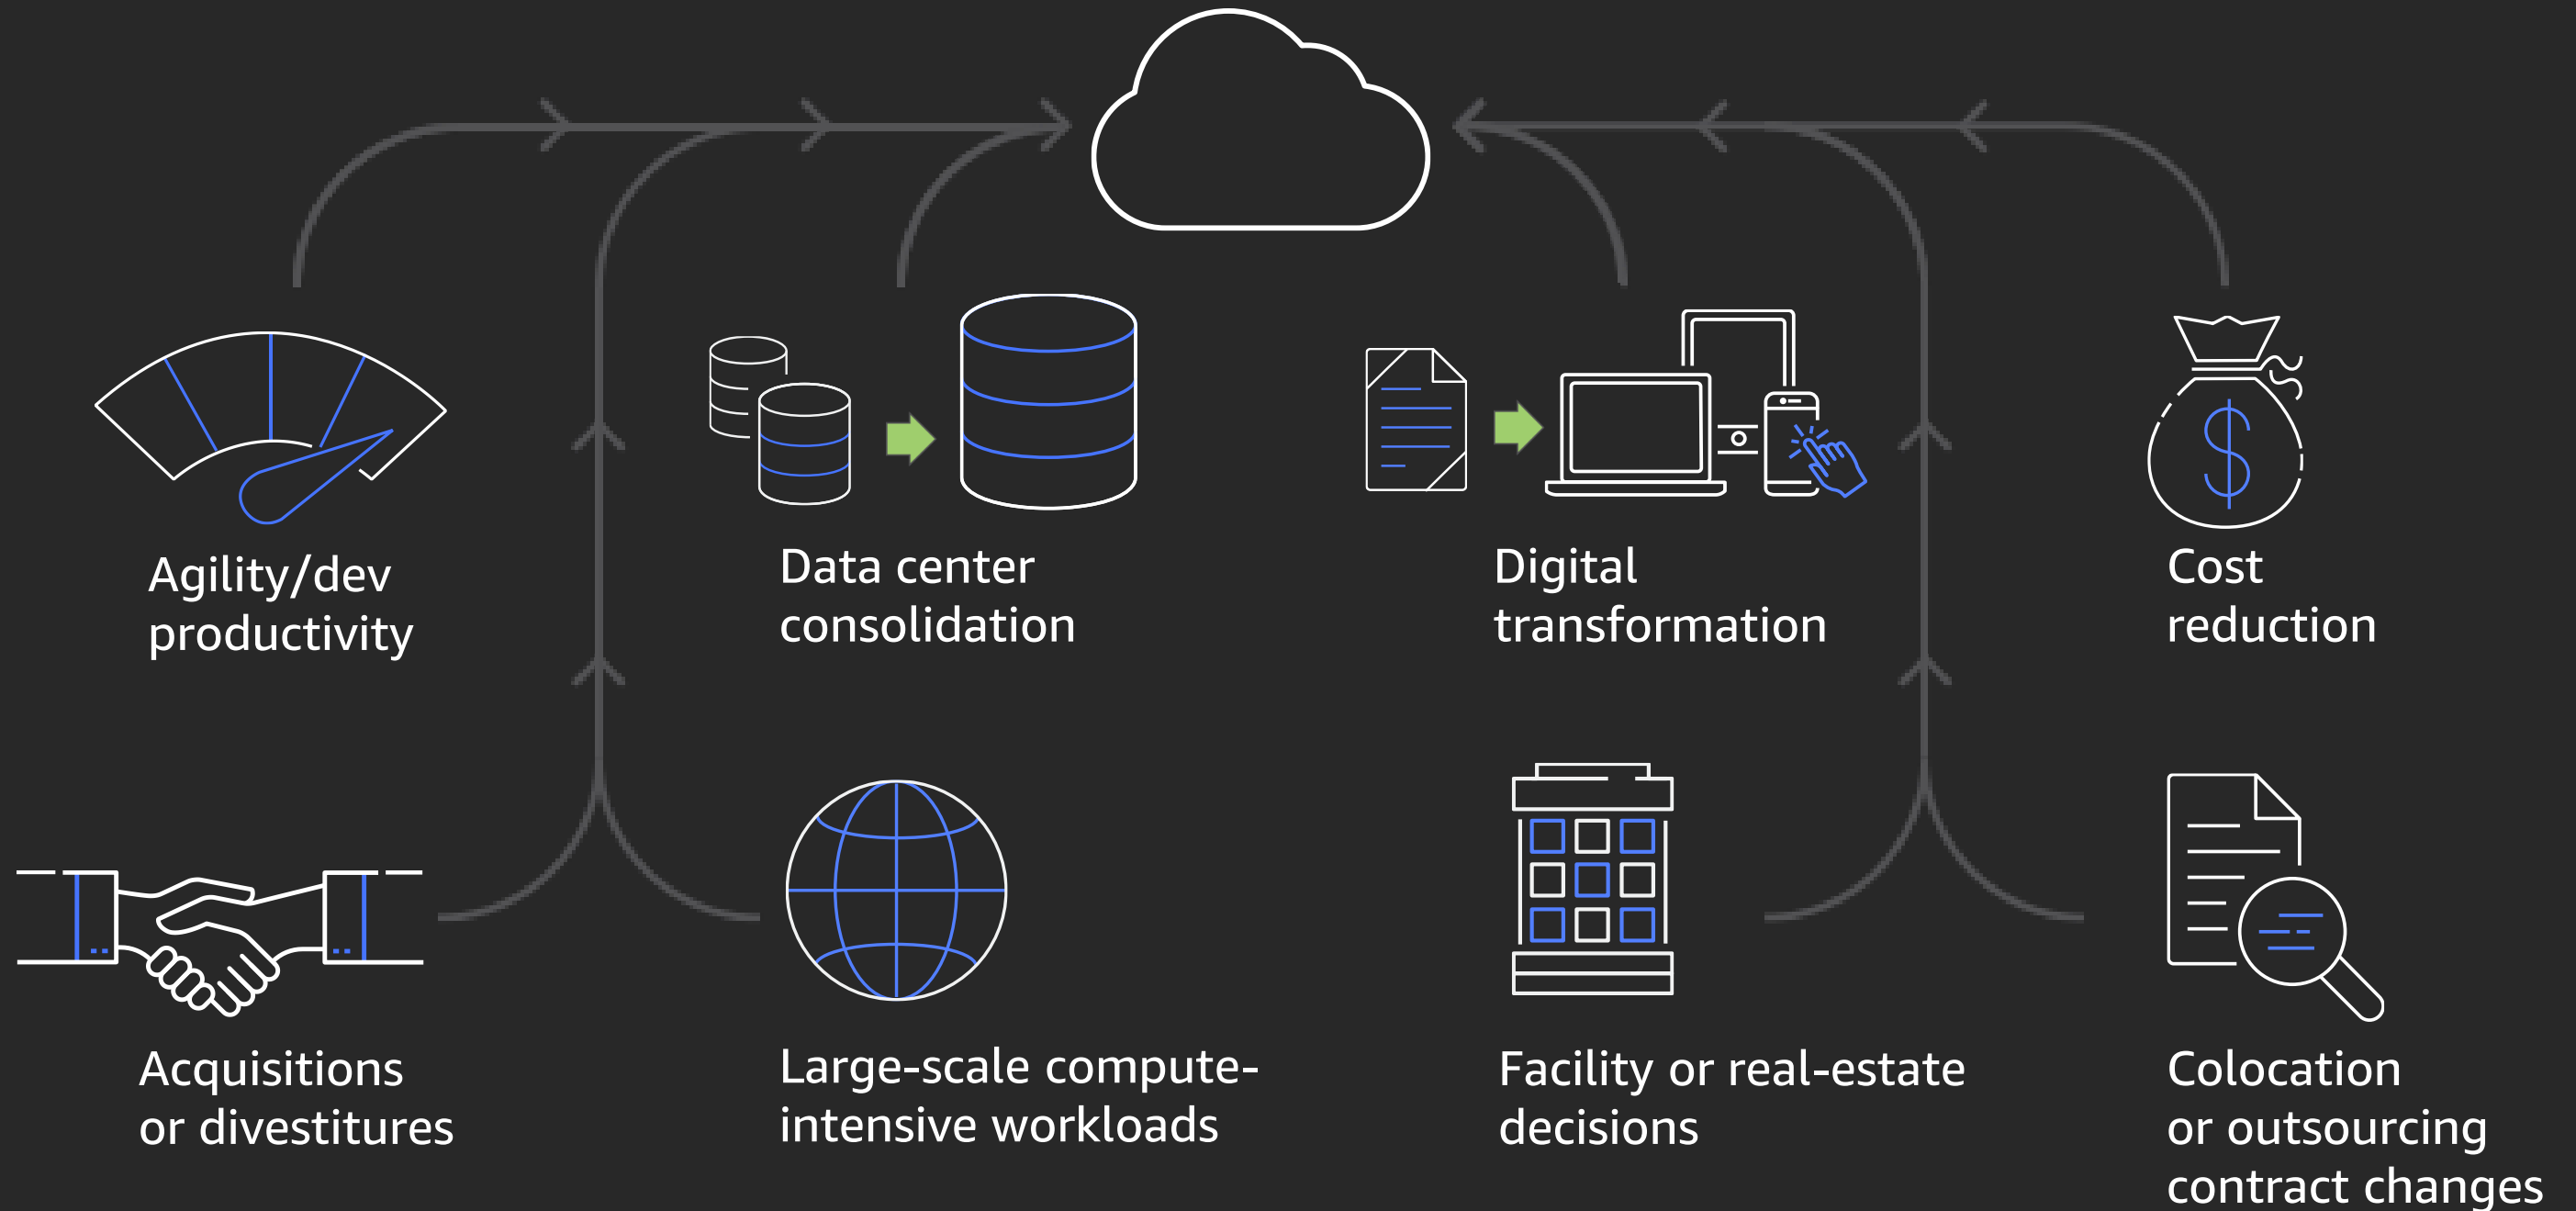 Agility/dev
productivity
Data center
consolidation
Digital
transformation
Cost
reduction
Acquisitions
or divestitures
Large-scale compute-
intensive workloads
Facility or real-estate
decisions
Colocation
or outsourcing
contract changes